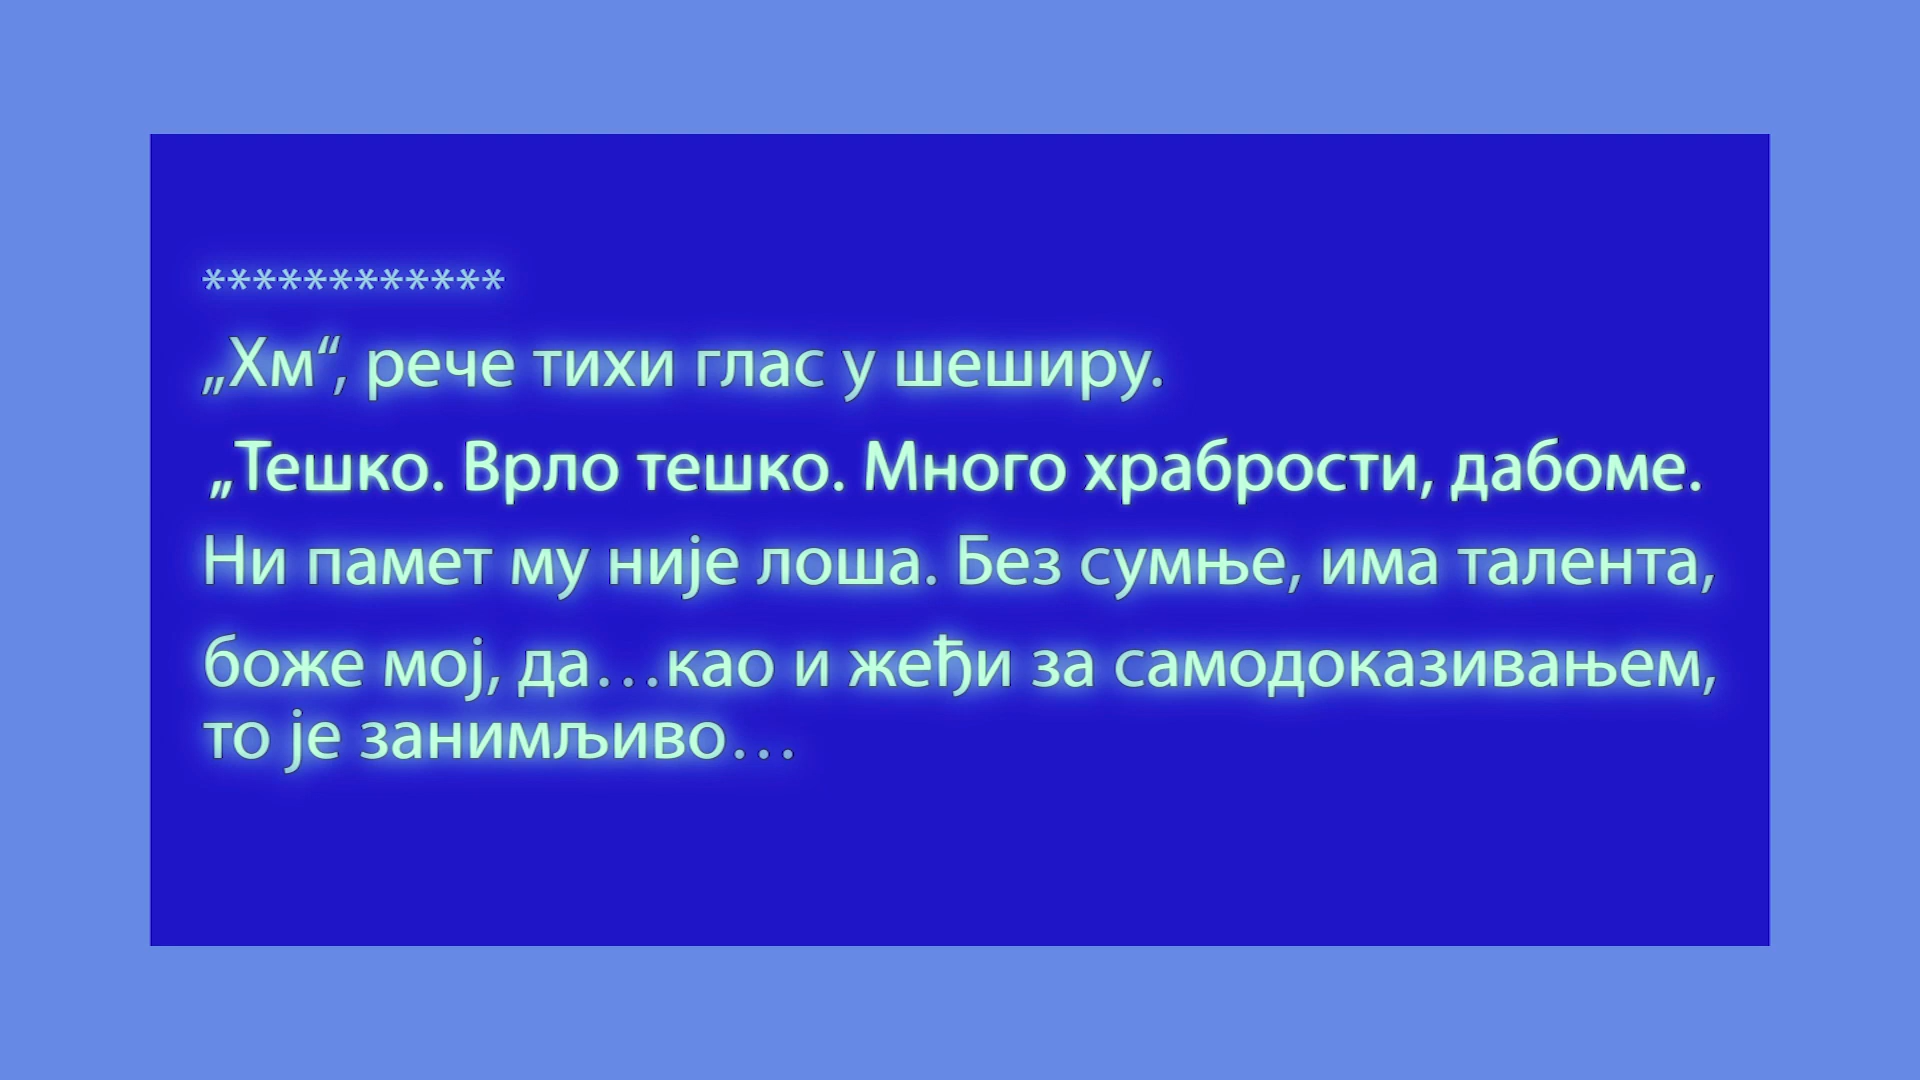 ************
„Хм“, рече тихи глас у шеширу.
„Тешко. Врло тешко. Много храбрости, дабоме.
Ни памет му није лоша. Без сумње, има талента,
боже мој, да…као и жеђи за самодоказивањем,
то је занимљиво…